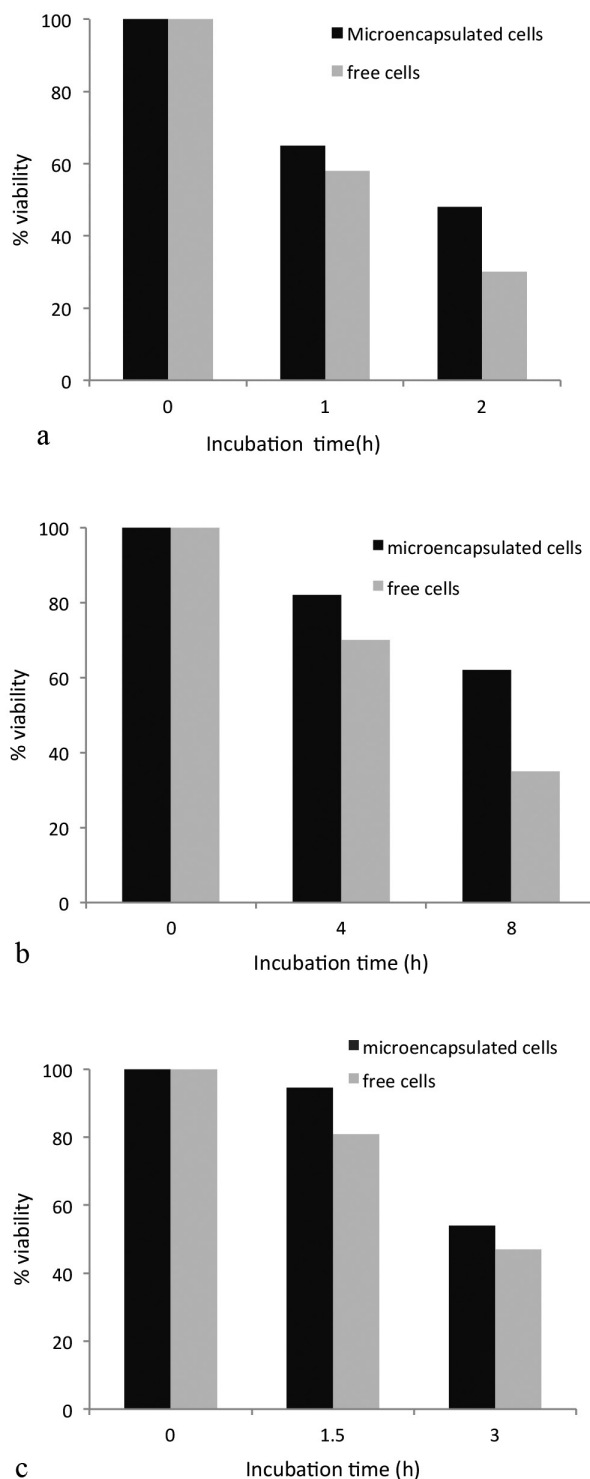 100
80
60
40
20
0
% viability
Microencapsulated cells
free cells
0 1 2
Incubation time(h)
a
100
80
60
40
20
0
% viability
microencapsulated cells
free cells
0 4 8
Incubation time (h)
b
100
80
60
40
20
0
% viability
microencapsulated cells
free cells
0 1.5 3
Incubation time (h)
c